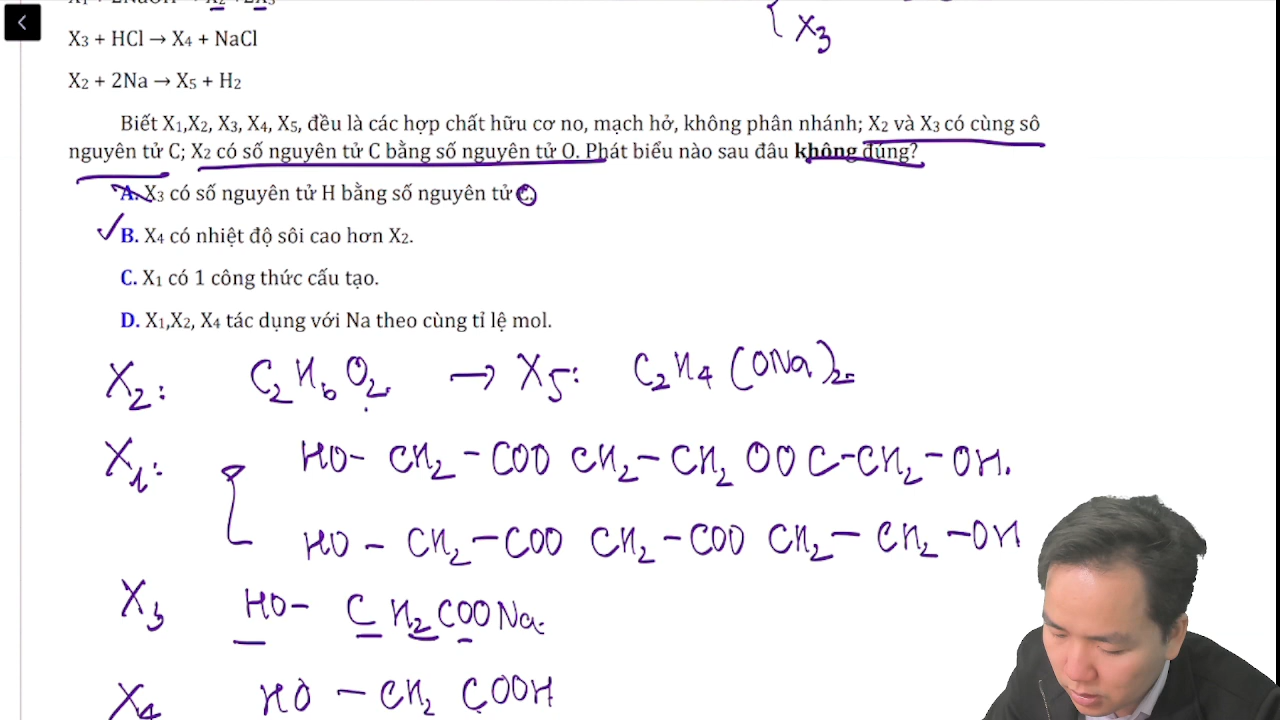 X₁ + 2NaOH → X₂ + 2X₃
X₃
X₃ + HCl → X₄ + NaCl
X₂ + 2Na → X₅ + H₂
Biết X₁,X₂, X₃, X₄, X₅, đều là các hợp chất hữu cơ no, mạch hở, không phân nhánh; X₂ và X₃ có cùng số
nguyên tử C; X₂ có số nguyên tử C bằng số nguyên tử O. Phát biểu nào sau đâu không đúng?
A. X₃ có số nguyên tử H bằng số nguyên tử C.
B. X₄ có nhiệt độ sôi cao hơn X₂.
C. X₁ có 1 công thức cấu tạo.
D. X₁,X₂, X₄ tác dụng với Na theo cùng tỉ lệ mol.
X₂: C₂H₆O₂. → X₅: C₂H₄(ONa)₂.
X₁: HO- CH₂-COO CH₂-CH₂ OO C-CH₂-OH.
HO - CH₂-COO CH₂-COO CH₂- CH₂-OH
X₃ HO- CH₂COONa.
X₄ HO - CH₂ COOH